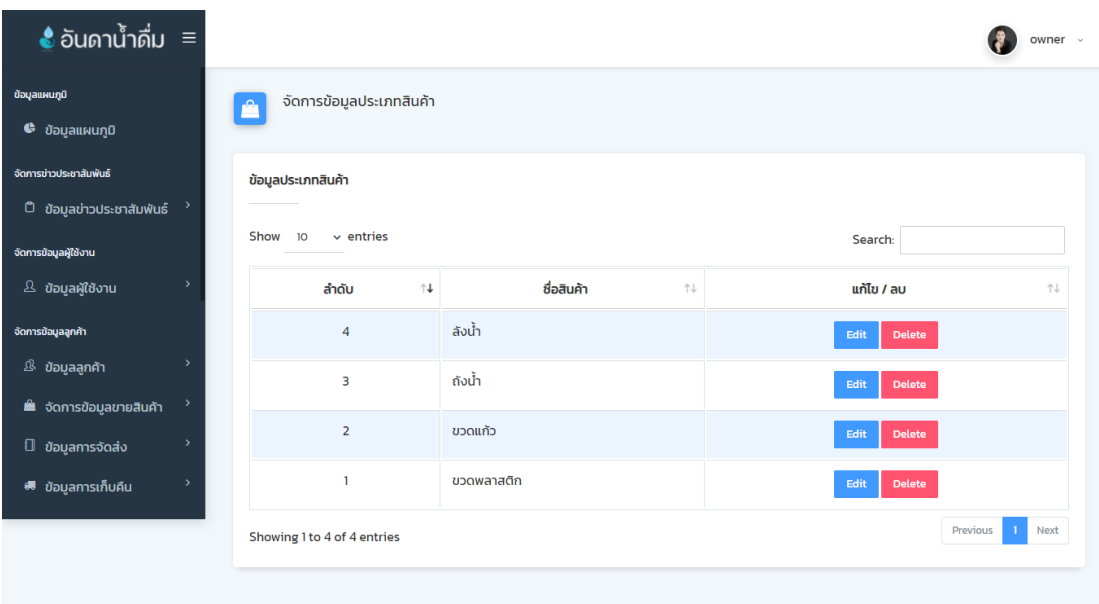 อันดาน้ำดื่ม
owner
ข้อมูลแผนภูมิ
ข้อมูลแผนภูมิ
จัดการข่าวประชาสัมพันธ์
ข้อมูลข่าวประชาสัมพันธ์
จัดการข้อมูลผู้ใช้งาน
ข้อมูลผู้ใช้งาน
จัดการข้อมูลลูกค้า
ข้อมูลลูกค้า
จัดการข้อมูลขายสินค้า
ข้อมูลการจัดส่ง
ข้อมูลการเก็บคืน
จัดการข้อมูลประเภทสินค้า
ข้อมูลประเภทสินค้า
Show 10 entries Search:
ลำดับ ชื่อสินค้า แก้ไข / ลบ
4 ลังน้ำ Edit Delete
3 ถังน้ำ Edit Delete
2 ขวดแก้ว Edit Delete
1 ขวดพลาสติก Edit Delete
Showing 1 to 4 of 4 entries Previous 1 Next